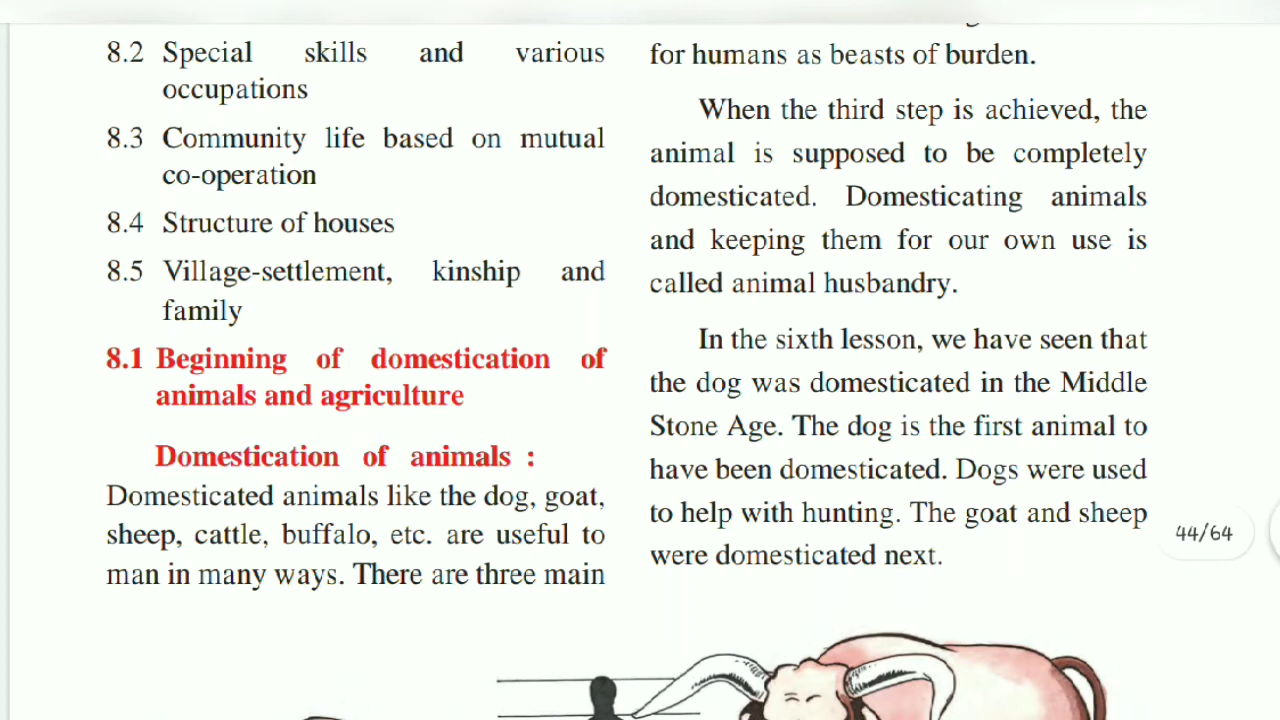 8.2 Special skills and various
occupations
8.3 Community life based on mutual
co-operation
8.4 Structure of houses
8.5 Village-settlement, kinship and
family
8.1 Beginning of domestication of
animals and agriculture
Domestication of animals :
Domesticated animals like the dog, goat,
sheep, cattle, buffalo, etc. are useful to
man in many ways. There are three main
for humans as beasts of burden.
When the third step is achieved, the
animal is supposed to be completely
domesticated. Domesticating animals
and keeping them for our own use is
called animal husbandry.
In the sixth lesson, we have seen that
the dog was domesticated in the Middle
Stone Age. The dog is the first animal to
have been domesticated. Dogs were used
to help with hunting. The goat and sheep
were domesticated next.
44/64